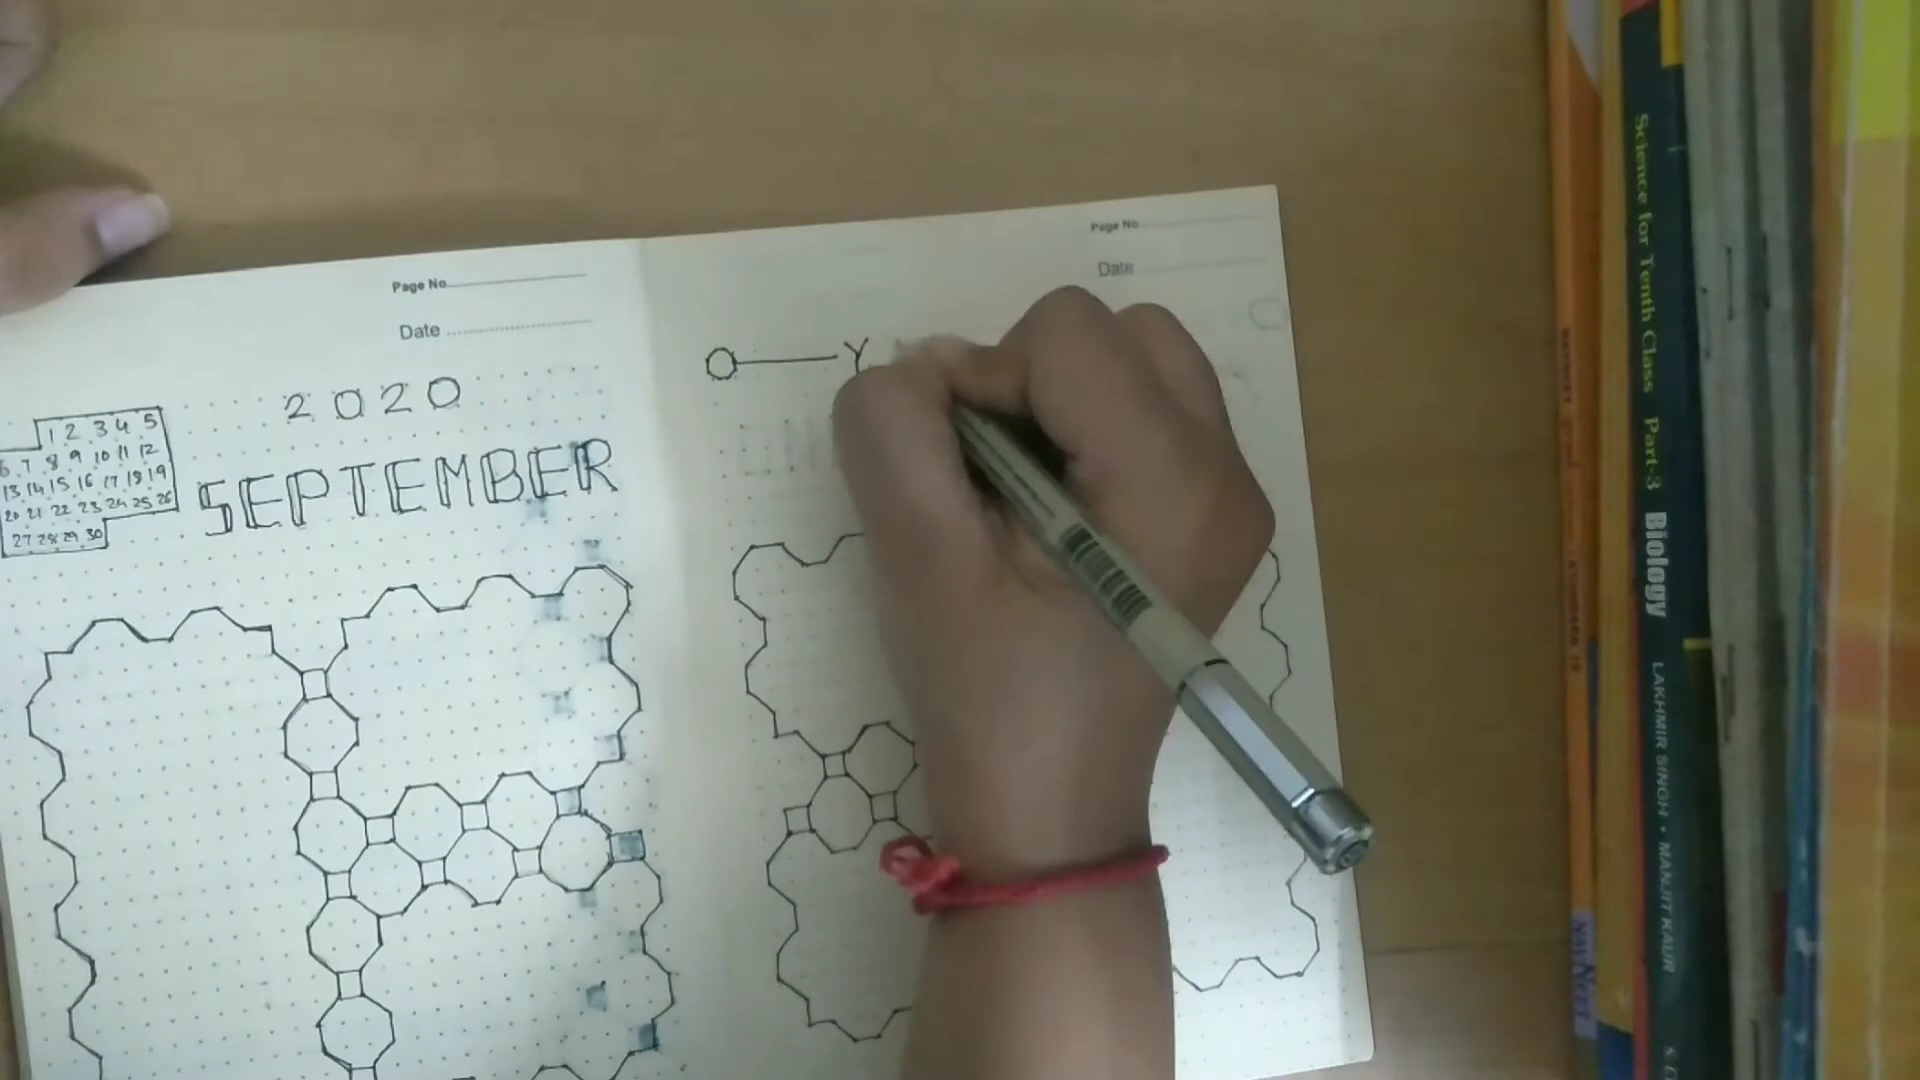 Page No
Date
2020
1 2 3 4 5
6 7 8 9 10 11 12
13 14 15 16 17 18 19
20 21 22 23 24 25 26
27 28 29 30
SEPTEMBER
Page No
Date
Y
Science for Tenth Class Part-3 Biology LAKHMIR SINGH • MANJIT KAUR